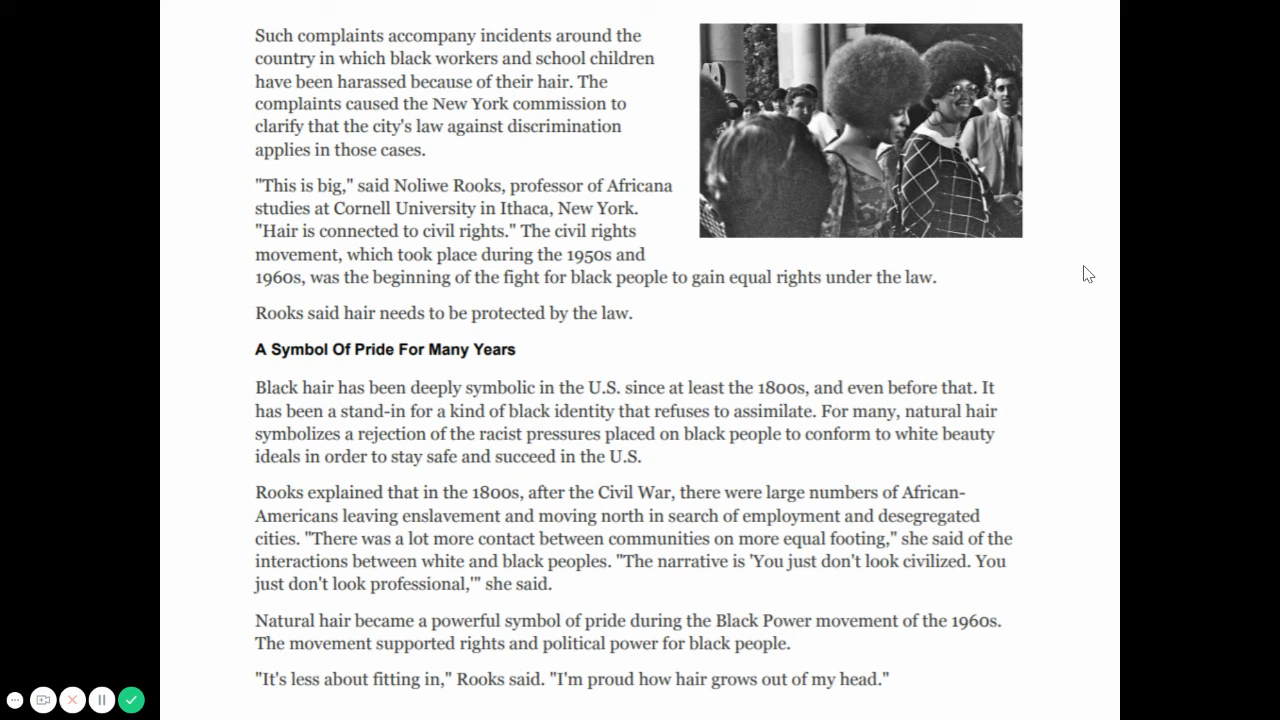 Such complaints accompany incidents around the
country in which black workers and school children
have been harassed because of their hair. The
complaints caused the New York commission to
clarify that the city's law against discrimination
applies in those cases.
"This is big," said Noliwe Rooks, professor of Africana
studies at Cornell University in Ithaca, New York.
"Hair is connected to civil rights." The civil rights
movement, which took place during the 1950s and
1960s, was the beginning of the fight for black people to gain equal rights under the law.
Rooks said hair needs to be protected by the law.
A Symbol Of Pride For Many Years
Black hair has been deeply symbolic in the U.S. since at least the 1800s, and even before that. It
has been a stand-in for a kind of black identity that refuses to assimilate. For many, natural hair
symbolizes a rejection of the racist pressures placed on black people to conform to white beauty
ideals in order to stay safe and succeed in the U.S.
Rooks explained that in the 1800s, after the Civil War, there were large numbers of African-
Americans leaving enslavement and moving north in search of employment and desegregated
cities. "There was a lot more contact between communities on more equal footing," she said of the
interactions between white and black peoples. "The narrative is 'You just don't look civilized. You
just don't look professional,'" she said.
Natural hair became a powerful symbol of pride during the Black Power movement of the 1960s.
The movement supported rights and political power for black people.
"It's less about fitting in," Rooks said. "I'm proud how hair grows out of my head."